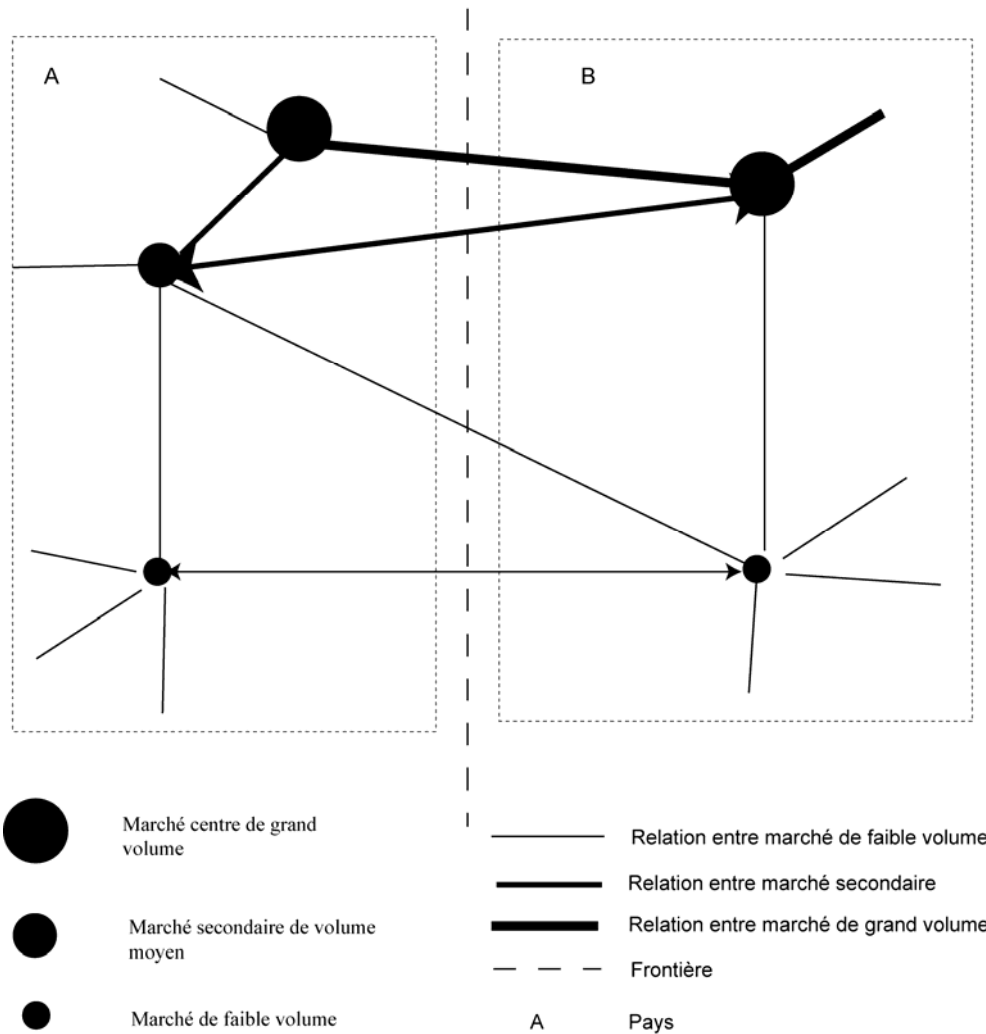 A
B
Marché centre de grand
volume
Marché secondaire de volume
moyen
Marché de faible volume
Relation entre marché de faible volume
Relation entre marché secondaire
Relation entre marché de grand volume
Frontière
A Pays